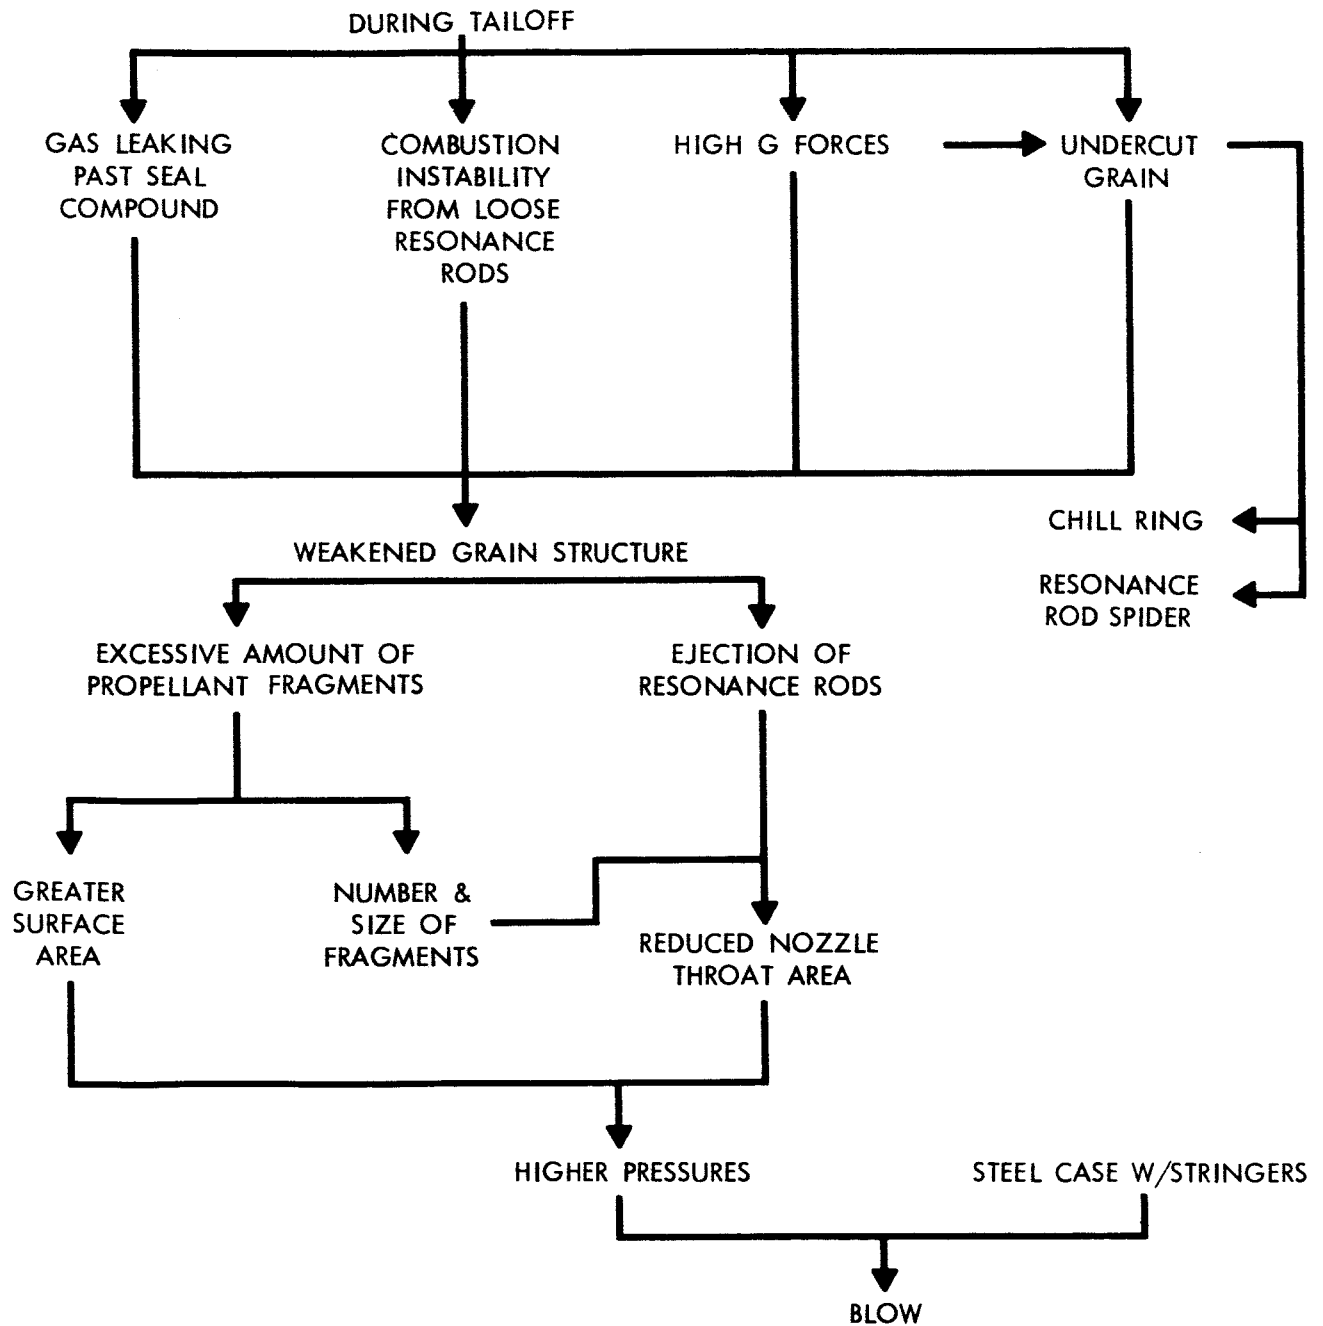 DURING TAILOFF
GAS LEAKING
PAST SEAL
COMPOUND
COMBUSTION
INSTABILITY
FROM LOOSE
RESONANCE
RODS
HIGH G FORCES
UNDERCUT
GRAIN
CHILL RING
RESONANCE
ROD SPIDER
WEAKENED GRAIN STRUCTURE
EXCESSIVE AMOUNT OF
PROPELLANT FRAGMENTS
EJECTION OF
RESONANCE RODS
GREATER
SURFACE
AREA
NUMBER &
SIZE OF
FRAGMENTS
REDUCED NOZZLE
THROAT AREA
HIGHER PRESSURES
STEEL CASE W/STRINGERS
BLOW